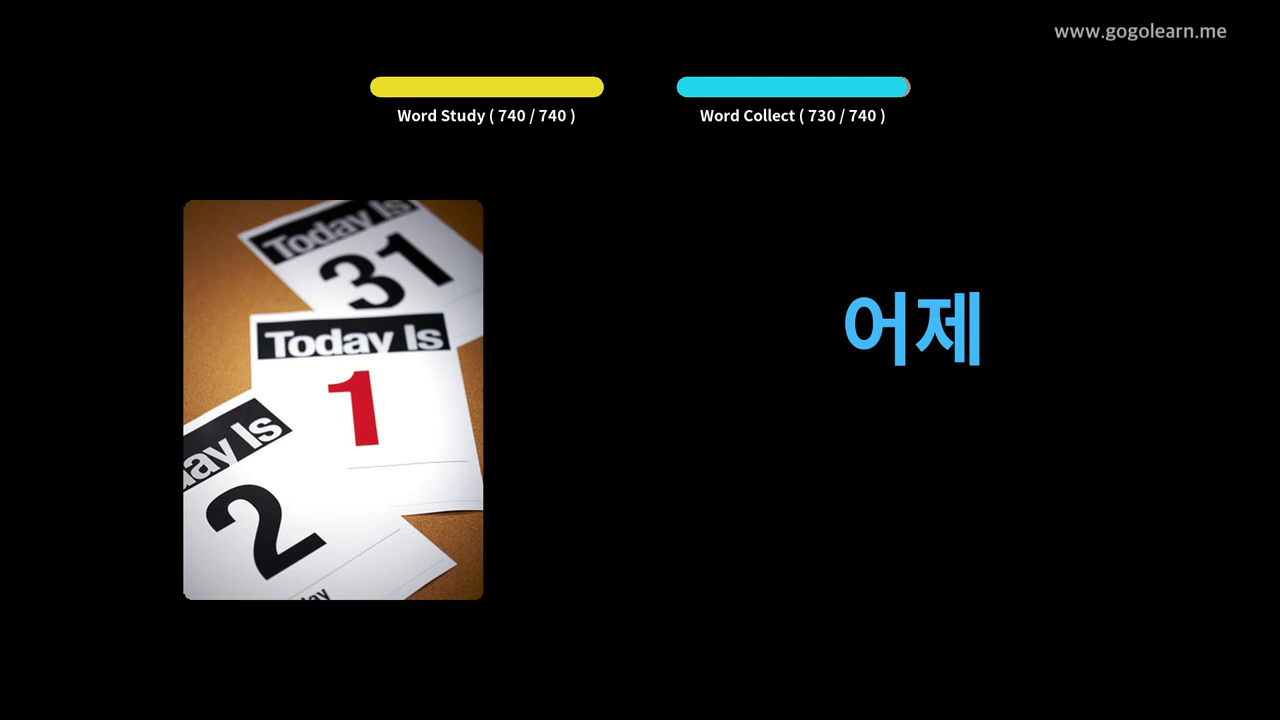 www.gogolearn.me
Word Study ( 740 / 740 )
Word Collect ( 730 / 740 )
Today Is
31
Today Is
1
ay Is
2
어제